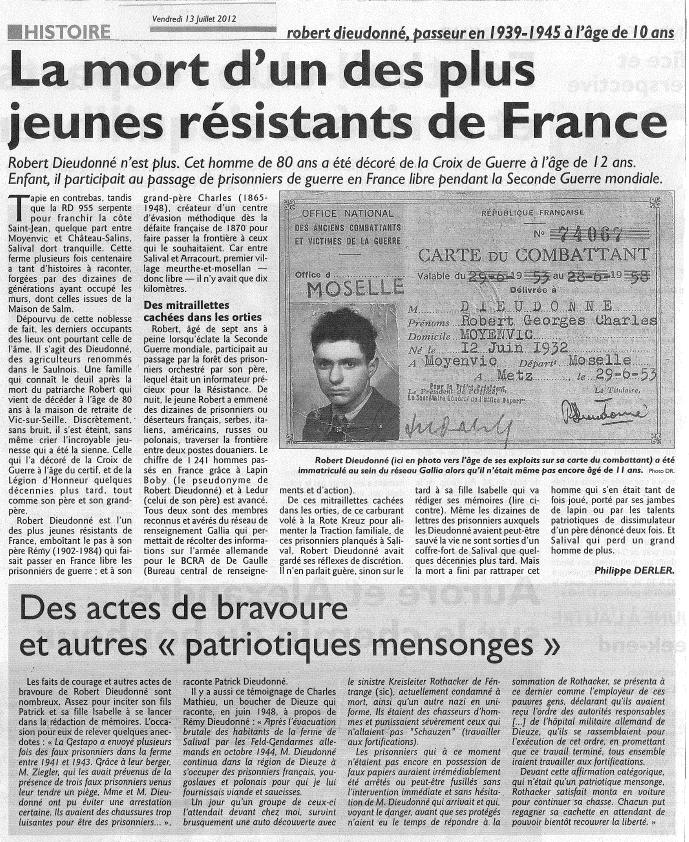 HISTOIRE
Vendredi 13 Juillet 2012
robert dieudonné, passeur en 1939-1945 à l'âge de 10 ans
La mort d'un des plus
jeunes résistants de France
Robert Dieudonné n'est plus. Cet homme de 80 ans a été décoré de la Croix de Guerre à l'âge de 12 ans.
Enfant, il participait au passage de prisonniers de guerre en France libre pendant la Seconde Guerre mondiale.
Tapie en contrebas, tandis
que la RD 955 serpente
pour franchir la côte
Saint-Jean, quelque part entre
Moyenvic et Château-Salins,
Salival dort tranquille. Cette
ferme plusieurs fois centenaire
a tant d'histoires à raconter,
forgées par des dizaines de
générations ayant occupé les
murs, dont celles issues de la
Maison de Salm.
Dépourvu de cette noblesse
de fait, les derniers occupants
des lieux ont pourtant celle de
l'âme. Il s'agit des Dieudonné,
des agriculteurs renommés
dans le Saulnois. Une famille
qui connaît le deuil après la
mort du patriarche Robert qui
vient de décéder à l'âge de 80
ans à la maison de retraite de
Vic-sur-Seille. Discrètement,
sans bruit, il s'est éteint, sans
même crier l'incroyable jeu-
nesse qui a été la sienne. Celle
qui l'a décoré de la Croix de
Guerre à l'âge du certif, et de la
Légion d'Honneur quelques
décennies plus tard, tout
comme son père et son grand-
père.
Robert Dieudonné est l'un
des plus jeunes résistants de
France, emboîtant le pas à son
père Rémy (1902-1984) qui fai-
sait passer en France libre les
prisonniers de guerre ; et à son
grand-père Charles (1865-
1948), créateur d'un centre
d'évasion méthodique dès la
défaite française de 1870 pour
faire passer la frontière à ceux
qui le souhaitaient. Car entre
Salival et Arracourt, premier vil-
lage meurthe-et-mosellan —
donc libre — il n'y avait que dix
kilomètres.
Des mitraillettes
cachées dans les orties
Robert, âgé de sept ans à
peine lorsqu'éclate la Seconde
Guerre mondiale, participait au
passage par la forêt des prison-
niers orchestré par son père,
lequel était un informateur pré-
cieux pour la Résistance. De
nuit, le jeune Robert a emmené
des dizaines de prisonniers ou
déserteurs français, serbes, ita-
liens, américains, russes ou
polonais, traverser la frontière
entre deux postes douaniers. Le
chiffre de 1 241 hommes pas-
sés en France grâce à Lapin
Boby (le pseudonyme de
Robert Dieudonné) et à Ledur
(celui de son père) est avancé.
Tous deux sont des membres
reconnus et avérés du réseau de
renseignement Gallia qui per-
mettait de récolter des informa-
tions sur l'armée allemande
pour le BCRA de De Gaulle
(Bureau central de renseigne-
OFFICE NATIONAL
DES ANCIENS COMBATTANTS
ET VICTIMES DE LA GUERRE
Office d
MOSELLE
RÉPUBLIQUE FRANÇAISE
N° 74067
CARTE DU COMBATTANT
Valable du 29-6-1953 au 28-6-1958
Délivrée à
M DIEUDONNE
Prénoms Robert Georges Charles
Domicile MOYENVIC
Né le 12 Juin 1932
A Moyenvic Départ Moselle
A Metz le 29-6-53
Le Titulaire,
Dieudonné
Robert Dieudonné (ici en photo vers l'âge de ses exploits sur sa carte du combattant) a été
immatriculé au sein du réseau Gallia alors qu'il n'était même pas encore âgé de 11 ans. Photo DR.
ments et d'action).
De ces mitraillettes cachées
dans les orties, de ce carburant
volé à la Rote Kreuz pour ali-
menter la Traction familiale, de
ces prisonniers planqués à Sali-
val, Robert Dieudonné avait
gardé ses réflexes de discrétion.
Il n'en parlait guère, sinon sur le
tard à sa fille Isabelle qui va
rédiger ses mémoires (lire ci-
contre). Même dizaines de
lettres des prisonniers auxquels
les Dieudonné avaient peut-être
sauvé la vie ne sont sorties d'un
coffre-fort de Salival que quel-
ques décennies plus tard. Mais
la mort a fini par rattraper cet
homme qui s'en était tant de
fois joué, porté par ses jambes
de lapin ou par les talents
patriotiques de dissimulateur
d'un père dénoncé deux fois. Et
Salival qui perd un grand
homme de plus.
Philippe DERLER.
Des actes de bravoure
et autres « patriotiques mensonges »
Les faits de courage et autres actes de
bravoure de Robert Dieudonné sont
nombreux. Assez pour inciter son fils
Patrick et sa fille Isabelle à se lancer
dans la rédaction de mémoires. L'occa-
sion pour eux de relever quelques anec-
dotes : « La Gestapo a envoyé plusieurs
fois des faux prisonniers dans la ferme
entre 1941 et 1943. Grâce à leur berger,
M. Ziegler, qui les avait prévenus de la
présence de trois faux prisonniers venus
leur tendre un piège, Mme et M. Dieu-
donné ont pu éviter une arrestation
certaine. Ils avaient des chaussures trop
luisantes pour être des prisonniers... »,
raconte Patrick Dieudonné.
Il y a aussi ce témoignage de Charles
Mathieu, un boucher de Dieuze qui
raconte, en juin 1948, à propos de
Rémy Dieudonné : « Après l'évacuation
brutale des habitants de la ferme de
Salival par les Feld-Gendarmes alle-
mands en octobre 1944, M. Dieudonné
continua dans la région de Dieuze à
s'occuper des prisonniers français, you-
goslaves et polonais pour qui je lui
fournissais viande et saucisses.
Un jour qu'un groupe de ceux-ci
l'attendait devant chez moi, survint
brusquement une auto découverte avec
le sinistre Kreisleiter Rothacker de Fén-
trange (sic), actuellement condamné à
mort, ainsi qu'un autre nazi en uni-
forme. Ils étaient des chasseurs d'hom-
mes et punissaient sévèrement ceux qui
n'allaient pas "Schauzen" (travailler
aux fortifications).
Les prisonniers qui à ce moment
n'étaient pas encore en possession de
faux papiers auraient irrémédiablement
été arrêtés ou peut-être fusillés sans
l'intervention immédiate et sans hésita-
tion de M. Dieudonné qui arrivait et qui,
voyant le danger, avant que ses protégés
n'aient eu le temps de répondre à la
sommation de Rothacker, se présenta à
ce dernier comme l'employeur de ces
pauvres gens, déclarant qu'ils avaient
reçu l'ordre des autorités responsables
[...] de l'hôpital militaire allemand de
Dieuze, qu'ils se rassemblaient pour
l'exécution de cet ordre, en promettant
que ce travail terminé, tous ensemble
iraient travailler aux fortifications.
Devant cette affirmation catégorique,
qui n'était qu'un patriotique mensonge,
Rothacker satisfait monta en voiture
pour continuer sa chasse. Chacun put
regagner sa cachette en attendant de
pouvoir bientôt recouvrer la liberté. »